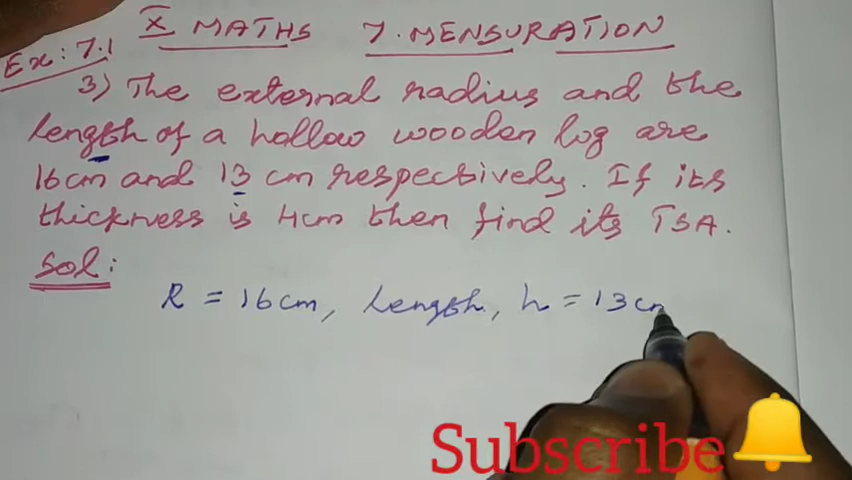 X MATHS 7. MENSURATION
Ex: 7.1
3) The external radius and the
length of a hollow wooden log are
16cm and 13 cm respectively. If its
thickness is 4cm then find its TSA.
Sol:
R = 16cm, Length, h = 13cm
Subscribe